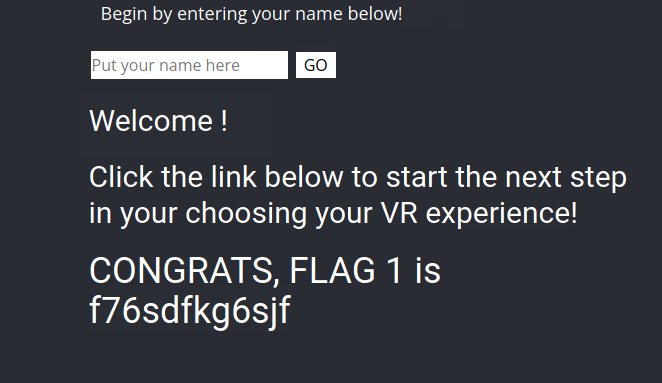 Begin by entering your name below!
Put your name here GO
Welcome !
Click the link below to start the next step
in your choosing your VR experience!
CONGRATS, FLAG 1 is
f76sdfkg6sjf